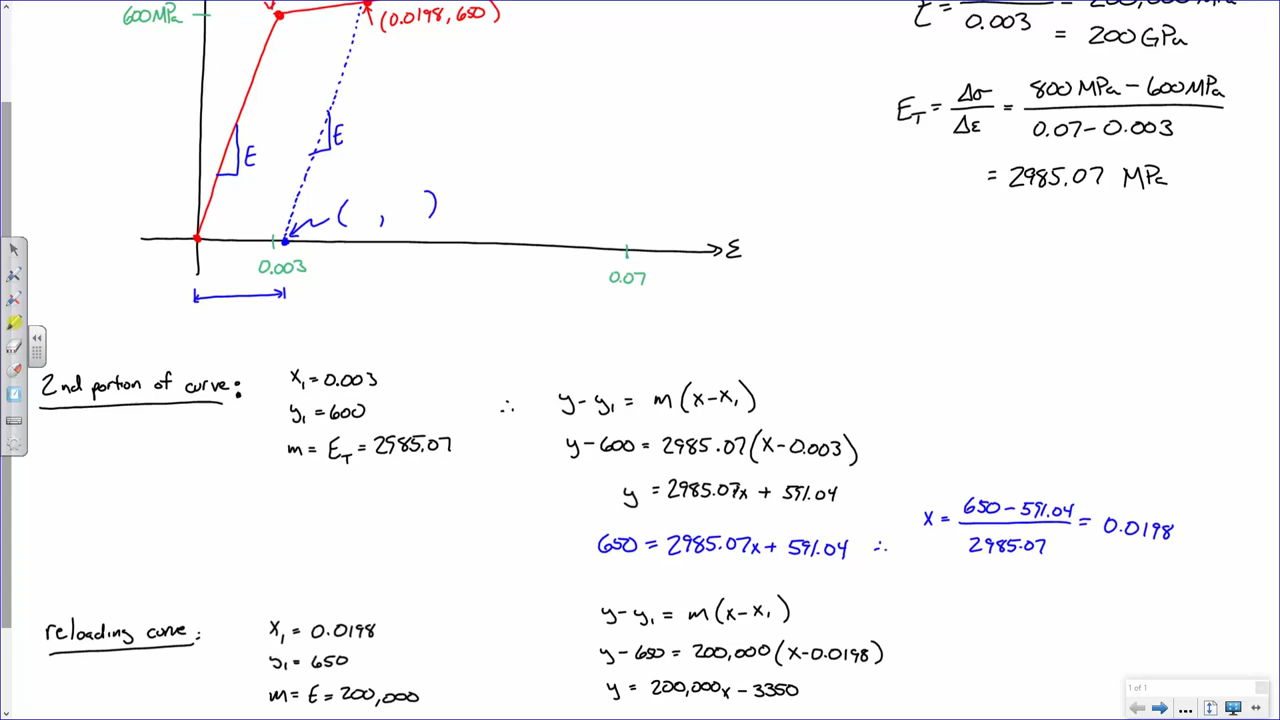 600MPa
(0.0198, 650)
0.003
= 200 GPa
E_T = Δσ/Δε = 800 MPa - 600 MPa / 0.07 - 0.003
= 2985.07 MPa
E
E
( , )
ε
0.003
0.07
2nd portion of curve:
x₁ = 0.003
y₁ = 600
m = E_T = 2985.07
∴ y - y₁ = m(x - x₁)
y - 600 = 2985.07(x - 0.003)
y = 2985.07x + 591.04
650 = 2985.07x + 591.04 ∴ x = 650 - 591.04 / 2985.07 = 0.0198
reloading curve:
x₁ = 0.0198
y₁ = 650
m = E = 200,000
y - y₁ = m(x - x₁)
y - 650 = 200,000(x - 0.0198)
y = 200,000x - 3350
1 of 1